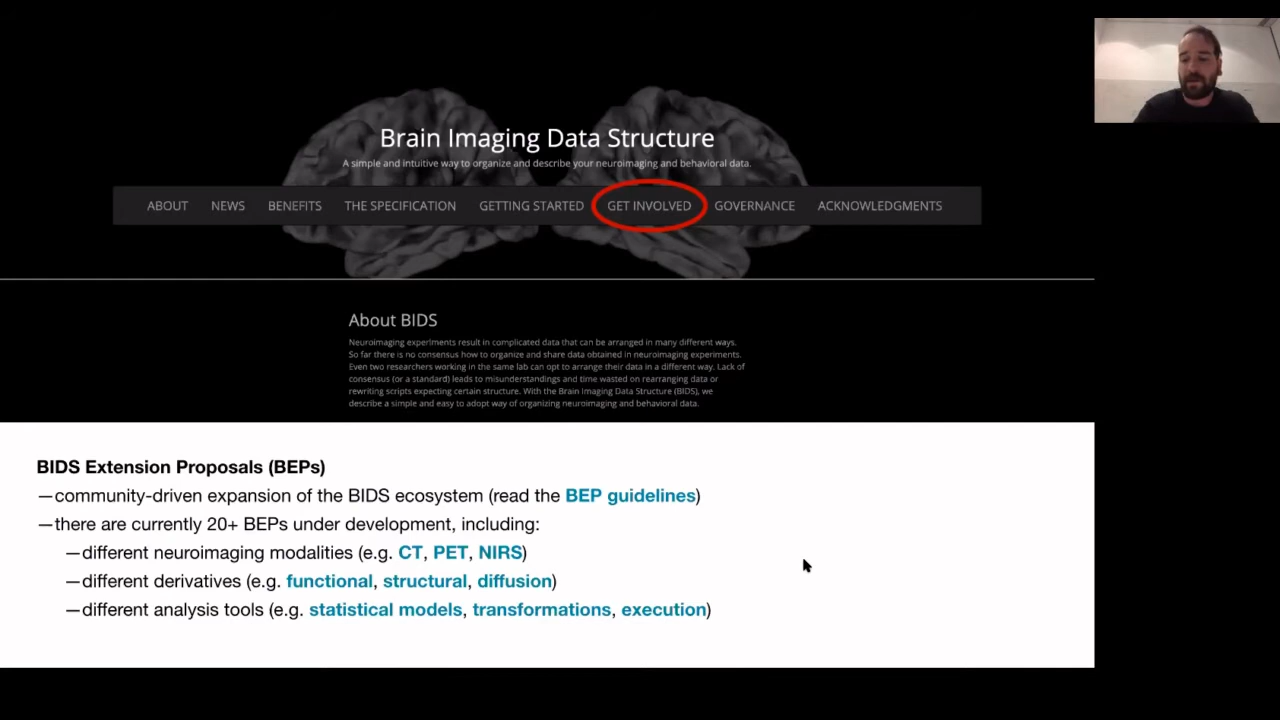 Brain Imaging Data Structure
A simple and intuitive way to organize and describe your neuroimaging and behavioral data.
ABOUT NEWS BENEFITS THE SPECIFICATION GETTING STARTED GET INVOLVED GOVERNANCE ACKNOWLEDGMENTS
About BIDS
Neuroimaging experiments result in complicated data that can be arranged in many different ways.
So far there is no consensus how to organize and share data obtained in neuroimaging experiments.
Even two researchers working in the same lab can opt to arrange their data in a different way. Lack of
consensus (or a standard) leads to misunderstandings and time wasted on rearranging data or
rewriting scripts expecting certain structure. With the Brain Imaging Data Structure (BIDS), we
describe a simple and easy to adopt way of organizing neuroimaging and behavioral data.
BIDS Extension Proposals (BEPs)
—community-driven expansion of the BIDS ecosystem (read the BEP guidelines)
—there are currently 20+ BEPs under development, including:
—different neuroimaging modalities (e.g. CT, PET, NIRS)
—different derivatives (e.g. functional, structural, diffusion)
—different analysis tools (e.g. statistical models, transformations, execution)